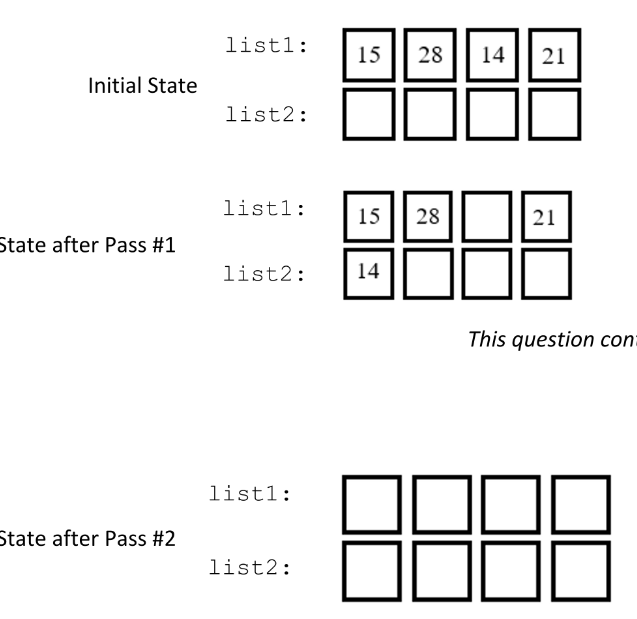 list1: 15 28 14 21
Initial State
list2:
list1: 15 28 21
State after Pass #1
list2: 14
This question cont
list1:
State after Pass #2
list2: